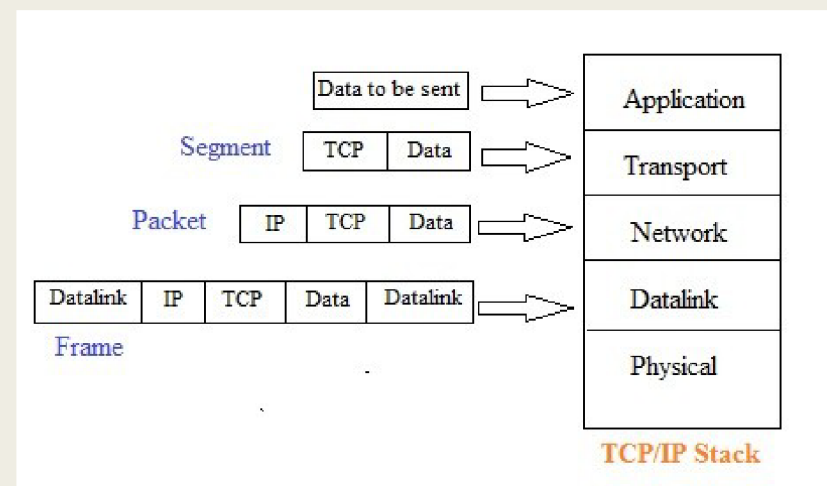 Data to be sent
Application
Segment TCP Data
Transport
Packet IP TCP Data
Network
Datalink IP TCP Data Datalink
Datalink
Frame
Physical
TCP/IP Stack